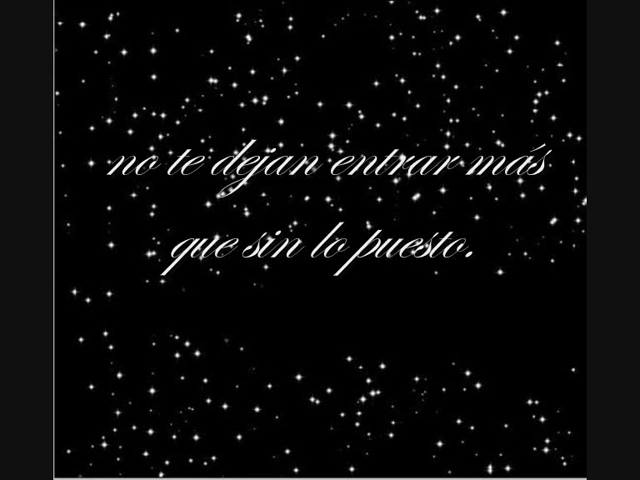 no te dejan entrar más
que sin lo puesto.